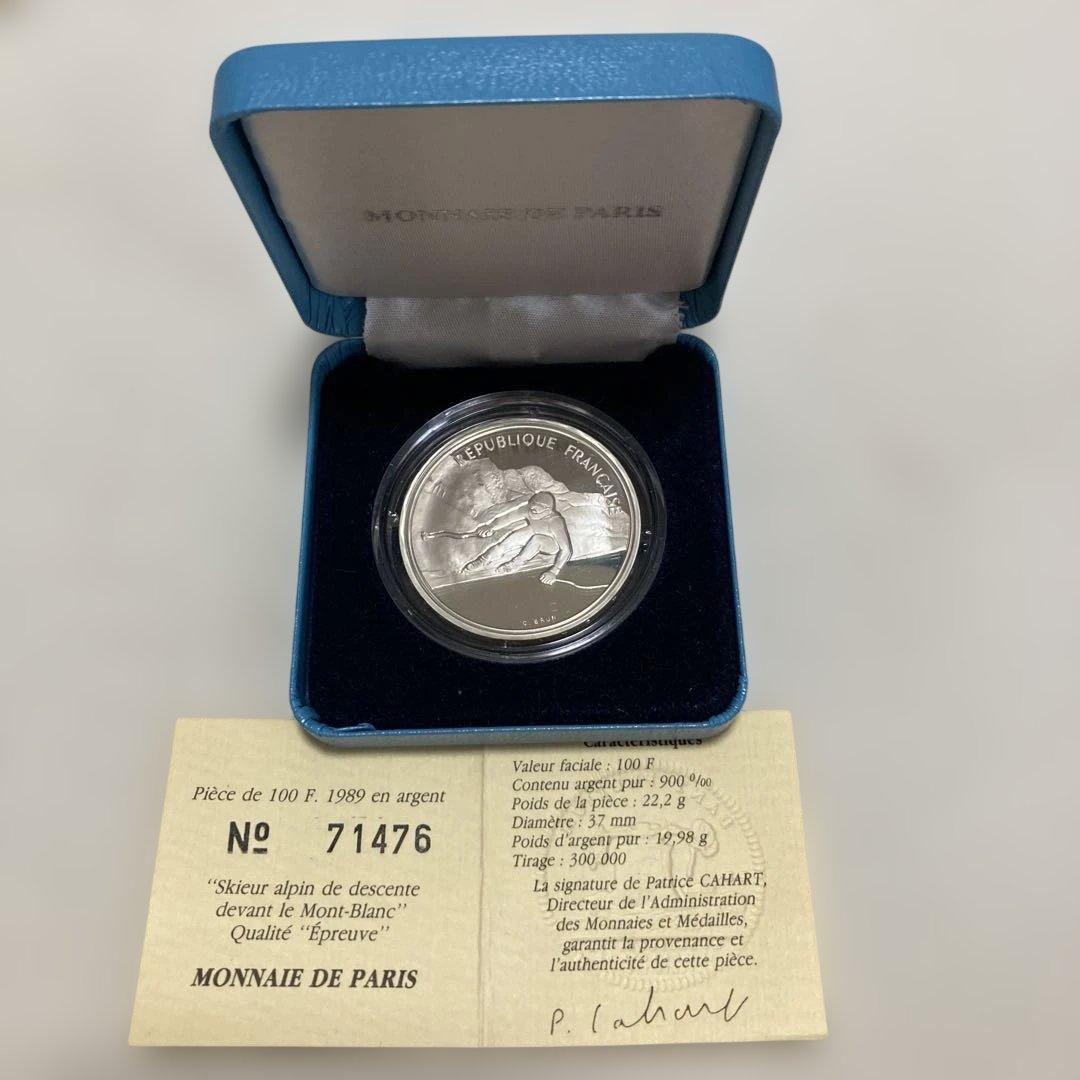 MONNAIE DE PARIS
RÉPUBLIQUE FRANÇAISE
Pièce de 100 F. 1989 en argent
Nº 71476
"Skieur alpin de descente
devant le Mont-Blanc"
Qualité "Épreuve"
MONNAIE DE PARIS
Caractéristiques
Valeur faciale : 100 F
Contenu argent pur : 900 ‰
Poids de la pièce : 22,2 g
Diamètre : 37 mm
Poids d'argent pur : 19,98 g
Tirage : 300 000
La signature de Patrice CAHART,
Directeur de l'Administration
des Monnaies et Médailles,
garantit la provenance et
l'authenticité de cette pièce.
P. Cahart